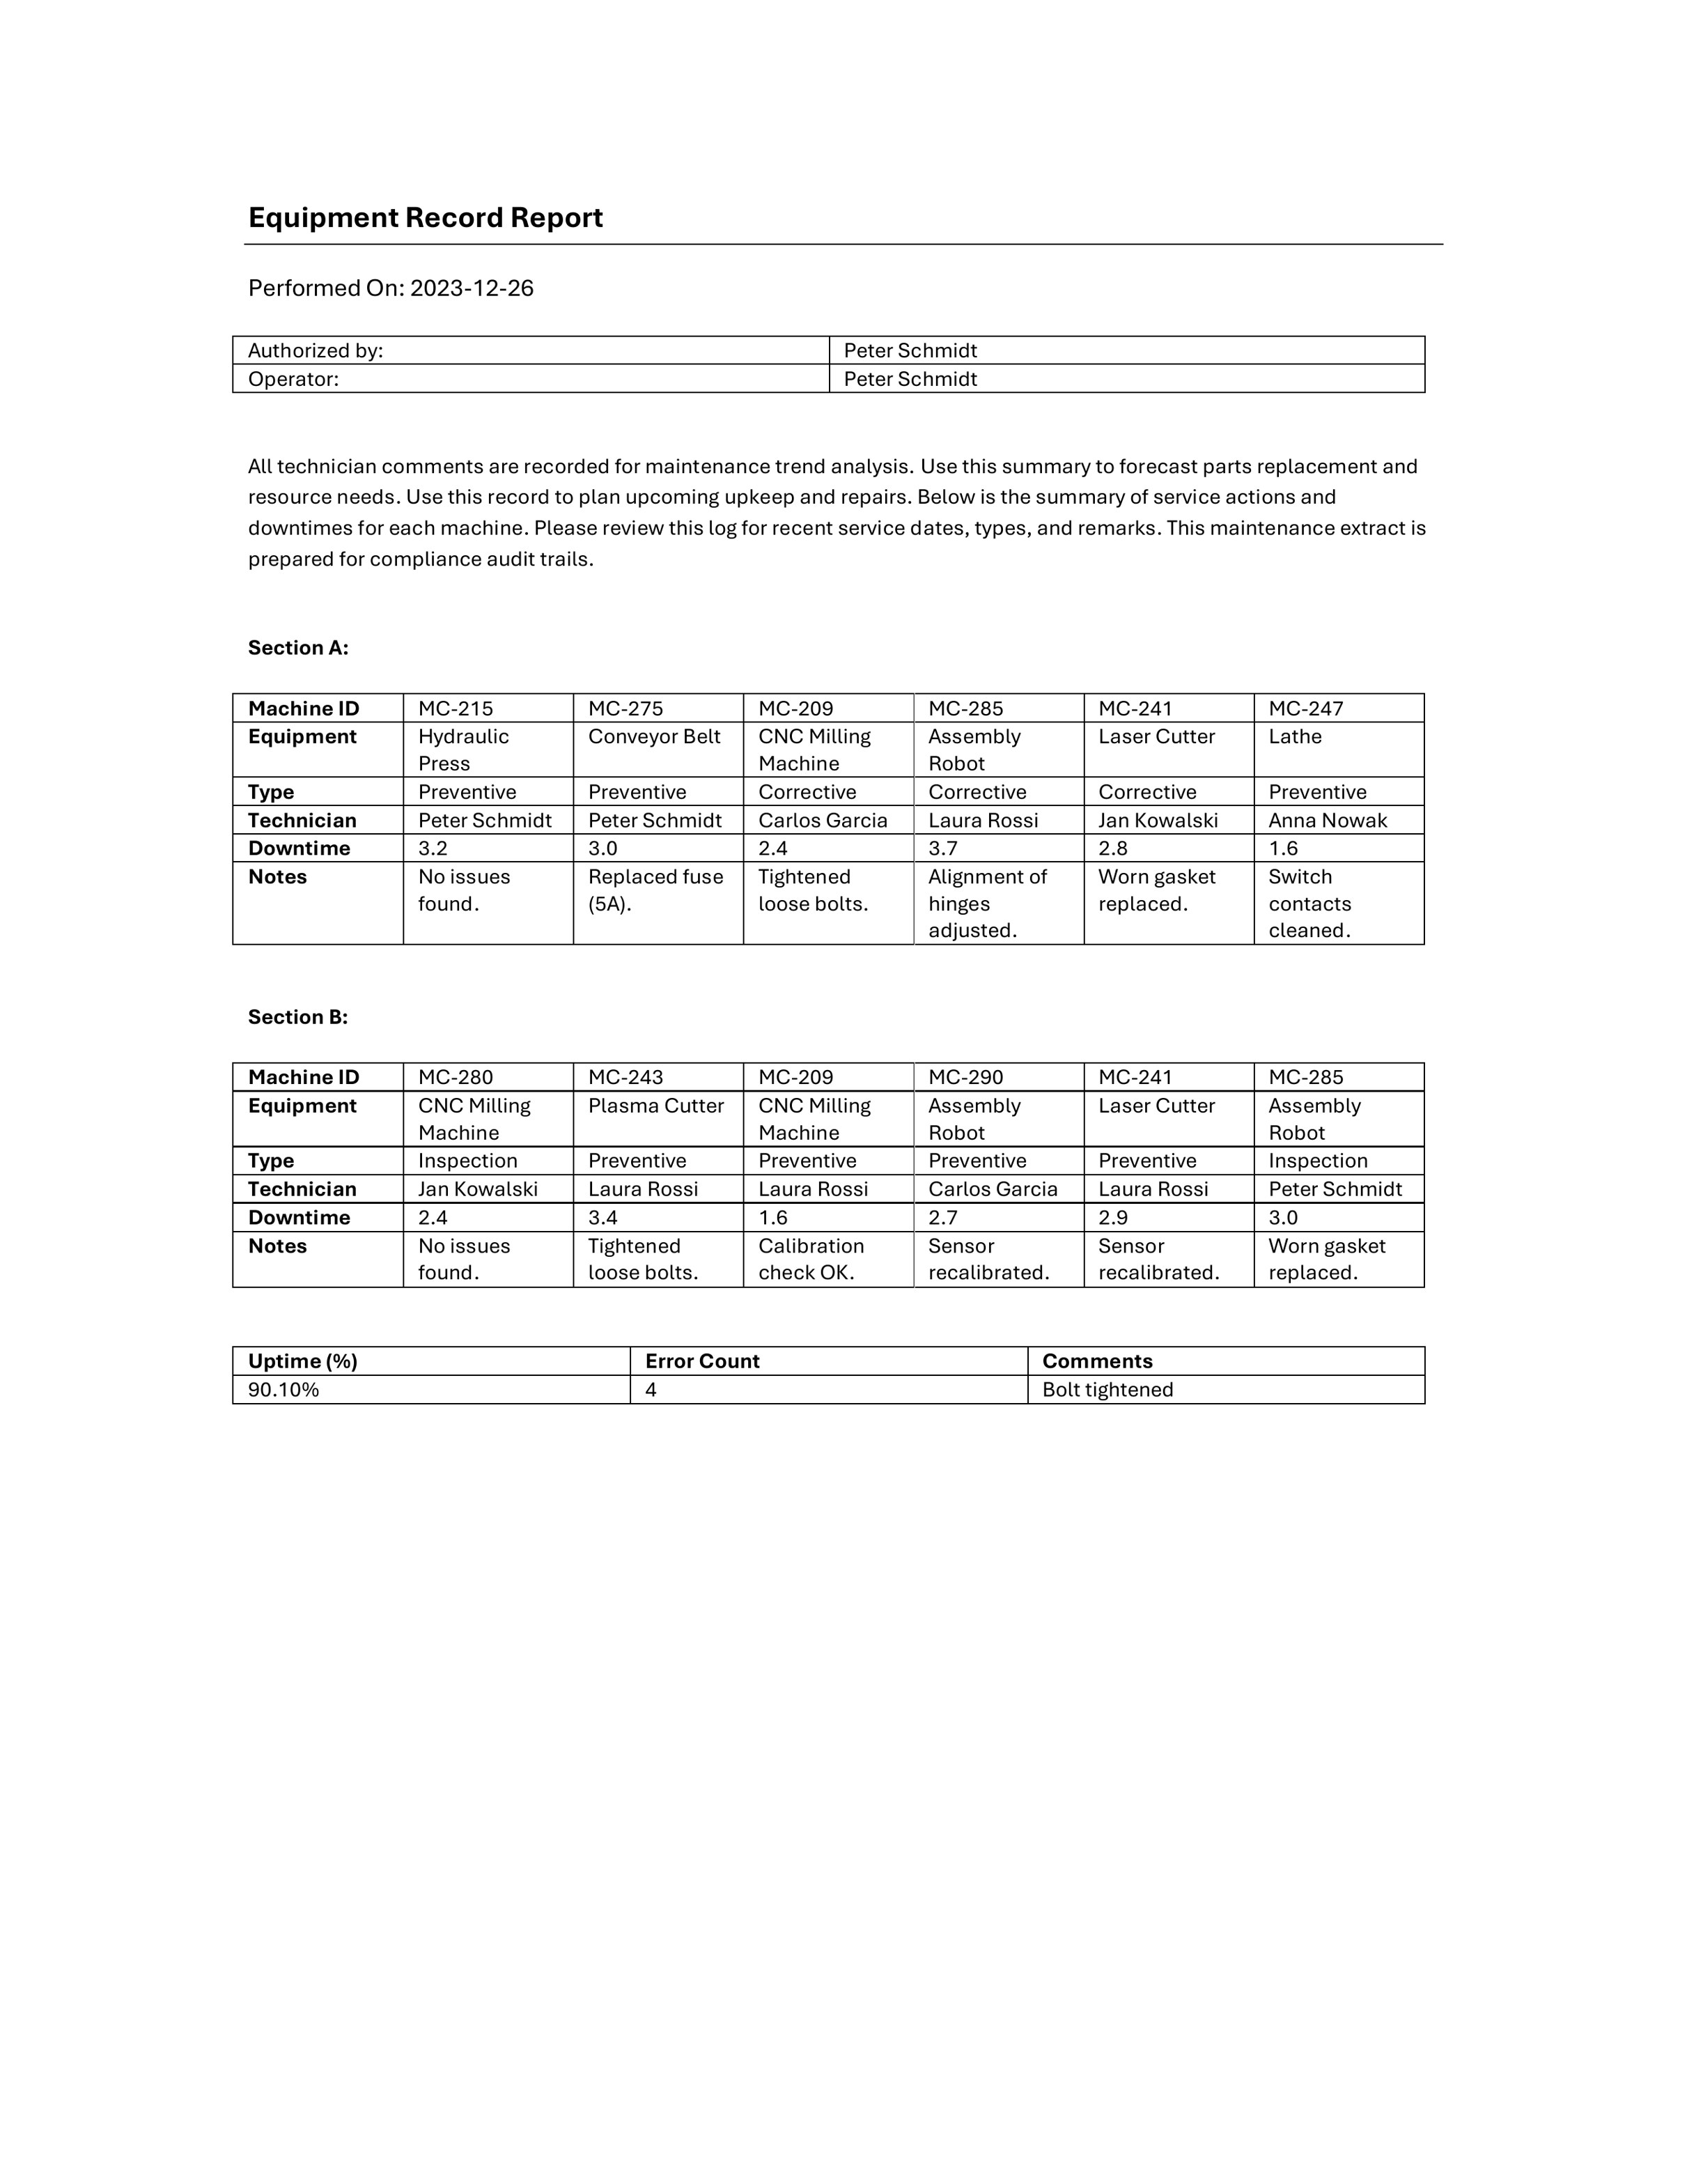 Equipment Record Report
Performed On: 2023-12-26
Authorized by: Peter Schmidt
Operator: Peter Schmidt
All technician comments are recorded for maintenance trend analysis. Use this summary to forecast parts replacement and
resource needs. Use this record to plan upcoming upkeep and repairs. Below is the summary of service actions and
downtimes for each machine. Please review this log for recent service dates, types, and remarks. This maintenance extract is
prepared for compliance audit trails.
Section A:
Machine ID MC-215 MC-275 MC-209 MC-285 MC-241 MC-247
Equipment Hydraulic Conveyor Belt CNC Milling Assembly Laser Cutter Lathe
Press Machine Robot
Type Preventive Preventive Corrective Corrective Corrective Preventive
Technician Peter Schmidt Peter Schmidt Carlos Garcia Laura Rossi Jan Kowalski Anna Nowak
Downtime 3.2 3.0 2.4 3.7 2.8 1.6
Notes No issues Replaced fuse Tightened Alignment of Worn gasket Switch
found. (5A). loose bolts. hinges replaced. contacts
adjusted. cleaned.
Section B:
Machine ID MC-280 MC-243 MC-209 MC-290 MC-241 MC-285
Equipment CNC Milling Plasma Cutter CNC Milling Assembly Laser Cutter Assembly
Machine Machine Robot Robot
Type Inspection Preventive Preventive Preventive Preventive Inspection
Technician Jan Kowalski Laura Rossi Laura Rossi Carlos Garcia Laura Rossi Peter Schmidt
Downtime 2.4 3.4 1.6 2.7 2.9 3.0
Notes No issues Tightened Calibration Sensor Sensor Worn gasket
found. loose bolts. check OK. recalibrated. recalibrated. replaced.
Uptime (%) Error Count Comments
90.10% 4 Bolt tightened